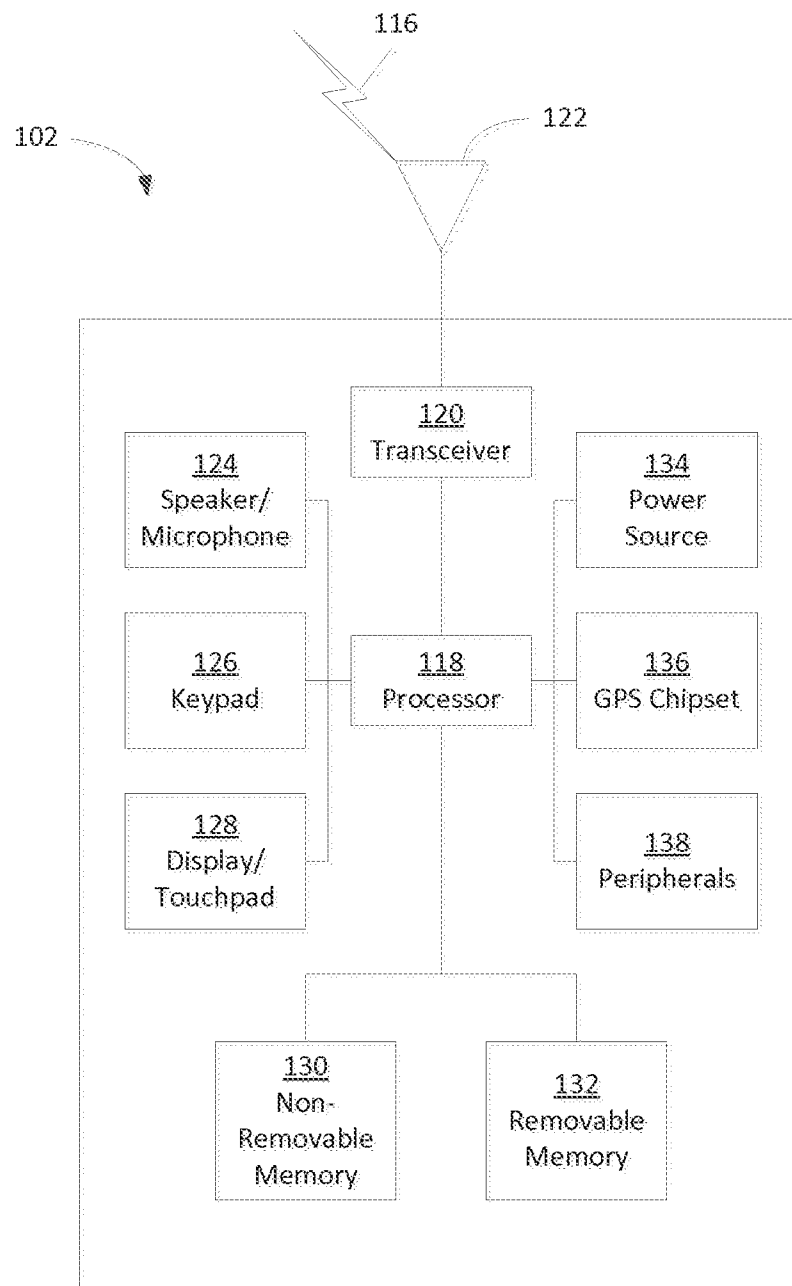 116
122
102
120
Transceiver
124
Speaker/
Microphone
134
Power
Source
126
Keypad
118
Processor
136
GPS Chipset
128
Display/
Touchpad
138
Peripherals
130
Non-
Removable
Memory
132
Removable
Memory